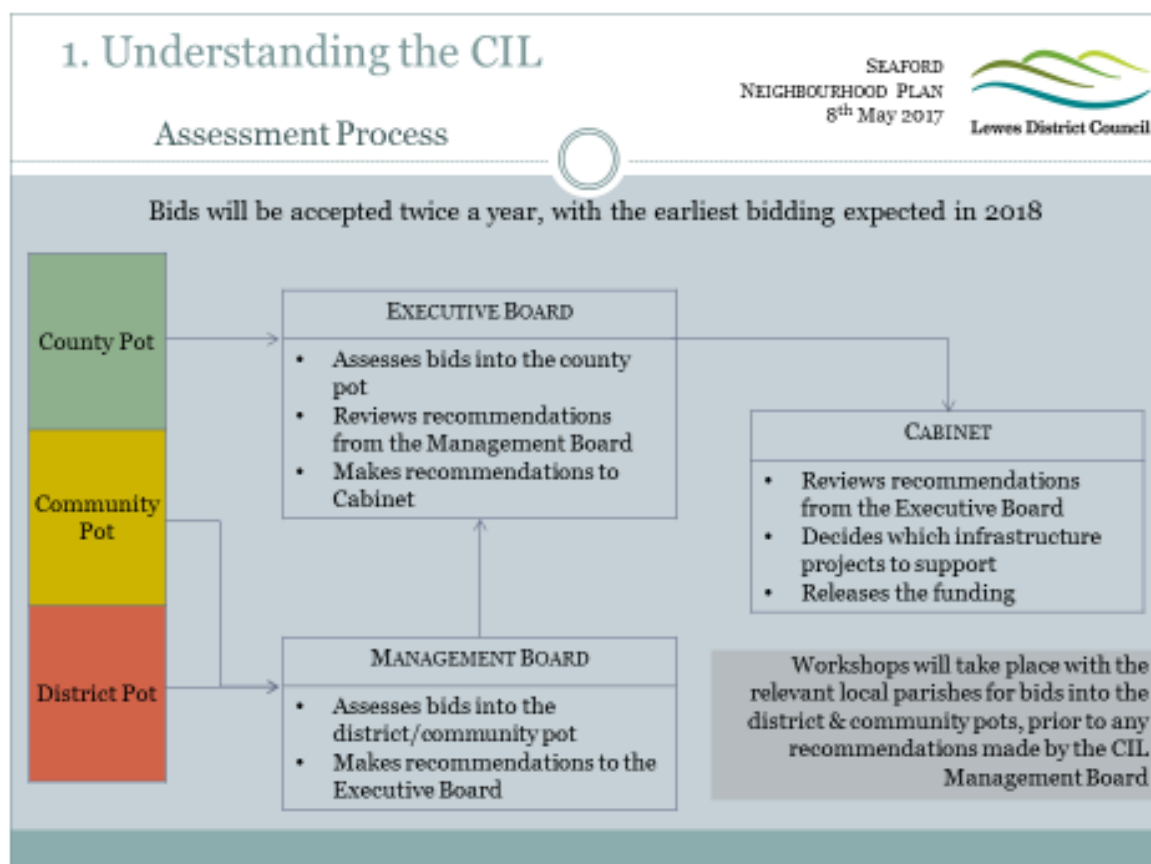 1. Understanding the CIL
Assessment Process
SEAFORD
NEIGHBOURHOOD PLAN
8th May 2017
Lewes District Council
Bids will be accepted twice a year, with the earliest bidding expected in 2018
County Pot
Community
Pot
District Pot
EXECUTIVE BOARD
• Assesses bids into the county
pot
• Reviews recommendations
from the Management Board
• Makes recommendations to
Cabinet
MANAGEMENT BOARD
• Assesses bids into the
district/community pot
• Makes recommendations to the
Executive Board
CABINET
• Reviews recommendations
from the Executive Board
• Decides which infrastructure
projects to support
• Releases the funding
Workshops will take place with the
relevant local parishes for bids into the
district & community pots, prior to any
recommendations made by the CIL
Management Board